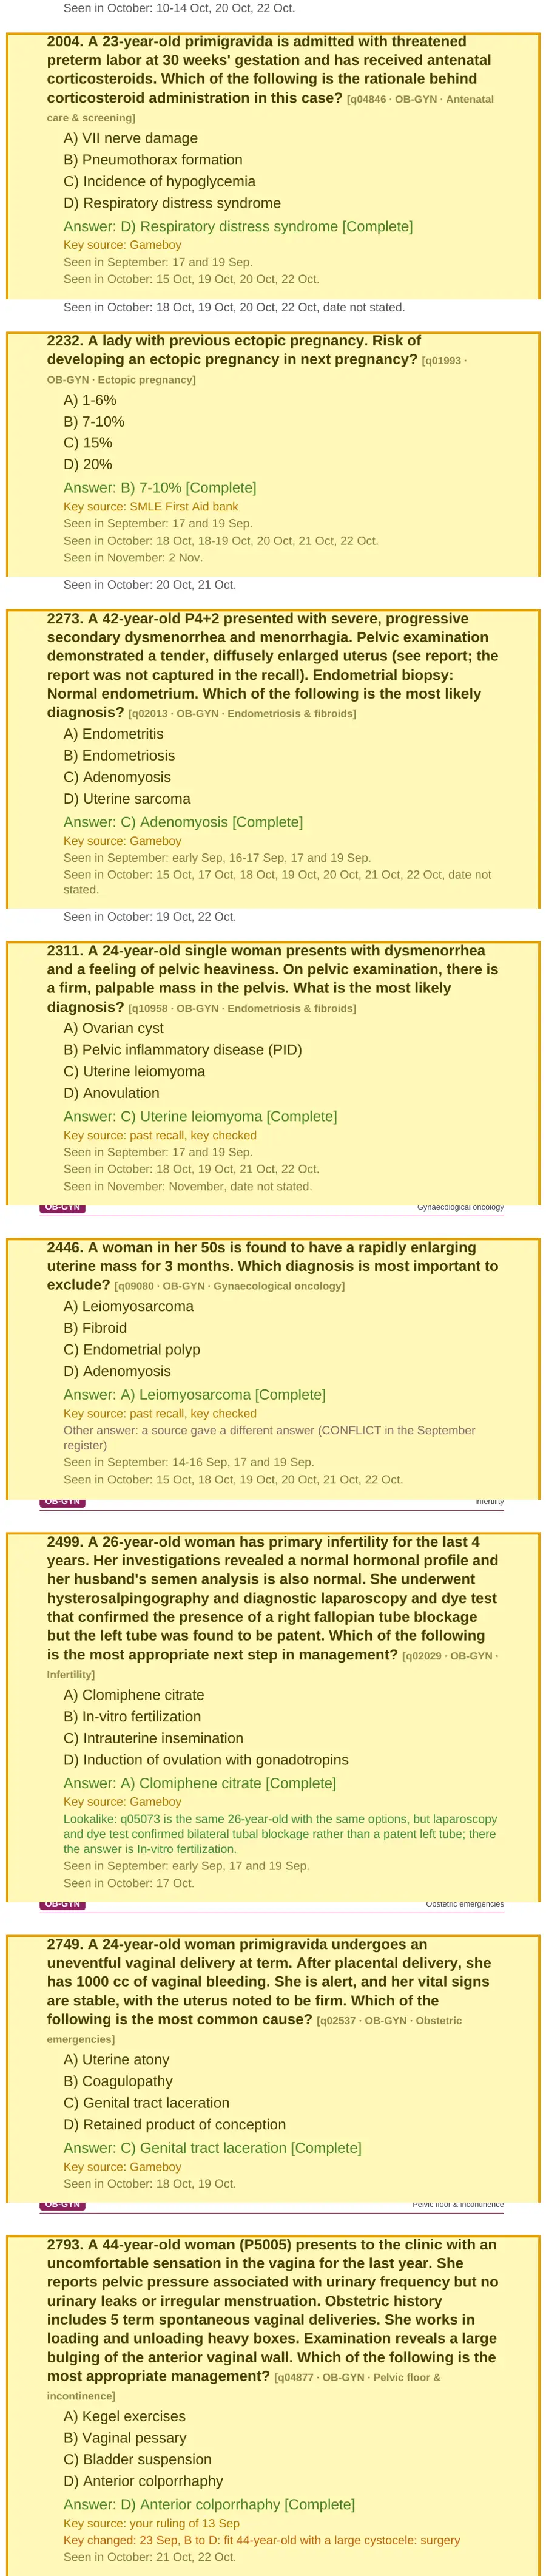 Seen in October: 10-14 Oct, 20 Oct, 22 Oct.
2004. A 23-year-old primigravida is admitted with threatened
preterm labor at 30 weeks' gestation and has received antenatal
corticosteroids. Which of the following is the rationale behind
corticosteroid administration in this case? [q04846 · OB-GYN · Antenatal
care & screening]
A) VII nerve damage
B) Pneumothorax formation
C) Incidence of hypoglycemia
D) Respiratory distress syndrome
Answer: D) Respiratory distress syndrome [Complete]
Key source: Gameboy
Seen in September: 17 and 19 Sep.
Seen in October: 15 Oct, 19 Oct, 20 Oct, 22 Oct.
Seen in October: 18 Oct, 19 Oct, 20 Oct, 22 Oct, date not stated.
2232. A lady with previous ectopic pregnancy. Risk of
developing an ectopic pregnancy in next pregnancy? [q01993 ·
OB-GYN · Ectopic pregnancy]
A) 1-6%
B) 7-10%
C) 15%
D) 20%
Answer: B) 7-10% [Complete]
Key source: SMLE First Aid bank
Seen in September: 17 and 19 Sep.
Seen in October: 18 Oct, 18-19 Oct, 20 Oct, 21 Oct, 22 Oct.
Seen in November: 2 Nov.
Seen in October: 20 Oct, 21 Oct.
2273. A 42-year-old P4+2 presented with severe, progressive
secondary dysmenorrhea and menorrhagia. Pelvic examination
demonstrated a tender, diffusely enlarged uterus (see report; the
report was not captured in the recall). Endometrial biopsy:
Normal endometrium. Which of the following is the most likely
diagnosis? [q02013 · OB-GYN · Endometriosis & fibroids]
A) Endometritis
B) Endometriosis
C) Adenomyosis
D) Uterine sarcoma
Answer: C) Adenomyosis [Complete]
Key source: Gameboy
Seen in September: early Sep, 16-17 Sep, 17 and 19 Sep.
Seen in October: 15 Oct, 17 Oct, 18 Oct, 19 Oct, 20 Oct, 21 Oct, 22 Oct, date not
stated.
Seen in October: 19 Oct, 22 Oct.
2311. A 24-year-old single woman presents with dysmenorrhea
and a feeling of pelvic heaviness. On pelvic examination, there is
a firm, palpable mass in the pelvis. What is the most likely
diagnosis? [q10958 · OB-GYN · Endometriosis & fibroids]
A) Ovarian cyst
B) Pelvic inflammatory disease (PID)
C) Uterine leiomyoma
D) Anovulation
Answer: C) Uterine leiomyoma [Complete]
Key source: past recall, key checked
Seen in September: 17 and 19 Sep.
Seen in October: 18 Oct, 19 Oct, 21 Oct, 22 Oct.
Seen in November: November, date not stated.
OB-GYN Gynaecological oncology
2446. A woman in her 50s is found to have a rapidly enlarging
uterine mass for 3 months. Which diagnosis is most important to
exclude? [q09080 · OB-GYN · Gynaecological oncology]
A) Leiomyosarcoma
B) Fibroid
C) Endometrial polyp
D) Adenomyosis
Answer: A) Leiomyosarcoma [Complete]
Key source: past recall, key checked
Other answer: a source gave a different answer (CONFLICT in the September
register)
Seen in September: 14-16 Sep, 17 and 19 Sep.
Seen in October: 15 Oct, 18 Oct, 19 Oct, 20 Oct, 21 Oct, 22 Oct.
OB-GYN Infertility
2499. A 26-year-old woman has primary infertility for the last 4
years. Her investigations revealed a normal hormonal profile and
her husband's semen analysis is also normal. She underwent
hysterosalpingography and diagnostic laparoscopy and dye test
that confirmed the presence of a right fallopian tube blockage
but the left tube was found to be patent. Which of the following
is the most appropriate next step in management? [q02029 · OB-GYN ·
Infertility]
A) Clomiphene citrate
B) In-vitro fertilization
C) Intrauterine insemination
D) Induction of ovulation with gonadotropins
Answer: A) Clomiphene citrate [Complete]
Key source: Gameboy
Lookalike: q05073 is the same 26-year-old with the same options, but laparoscopy
and dye test confirmed bilateral tubal blockage rather than a patent left tube; there
the answer is In-vitro fertilization.
Seen in September: early Sep, 17 and 19 Sep.
Seen in October: 17 Oct.
OB-GYN Obstetric emergencies
2749. A 24-year-old woman primigravida undergoes an
uneventful vaginal delivery at term. After placental delivery, she
has 1000 cc of vaginal bleeding. She is alert, and her vital signs
are stable, with the uterus noted to be firm. Which of the
following is the most common cause? [q02537 · OB-GYN · Obstetric
emergencies]
A) Uterine atony
B) Coagulopathy
C) Genital tract laceration
D) Retained product of conception
Answer: C) Genital tract laceration [Complete]
Key source: Gameboy
Seen in October: 18 Oct, 19 Oct.
OB-GYN Pelvic floor & incontinence
2793. A 44-year-old woman (P5005) presents to the clinic with an
uncomfortable sensation in the vagina for the last year. She
reports pelvic pressure associated with urinary frequency but no
urinary leaks or irregular menstruation. Obstetric history
includes 5 term spontaneous vaginal deliveries. She works in
loading and unloading heavy boxes. Examination reveals a large
bulging of the anterior vaginal wall. Which of the following is the
most appropriate management? [q04877 · OB-GYN · Pelvic floor &
incontinence]
A) Kegel exercises
B) Vaginal pessary
C) Bladder suspension
D) Anterior colporrhaphy
Answer: D) Anterior colporrhaphy [Complete]
Key source: your ruling of 13 Sep
Key changed: 23 Sep, B to D: fit 44-year-old with a large cystocele: surgery
Seen in October: 21 Oct, 22 Oct.